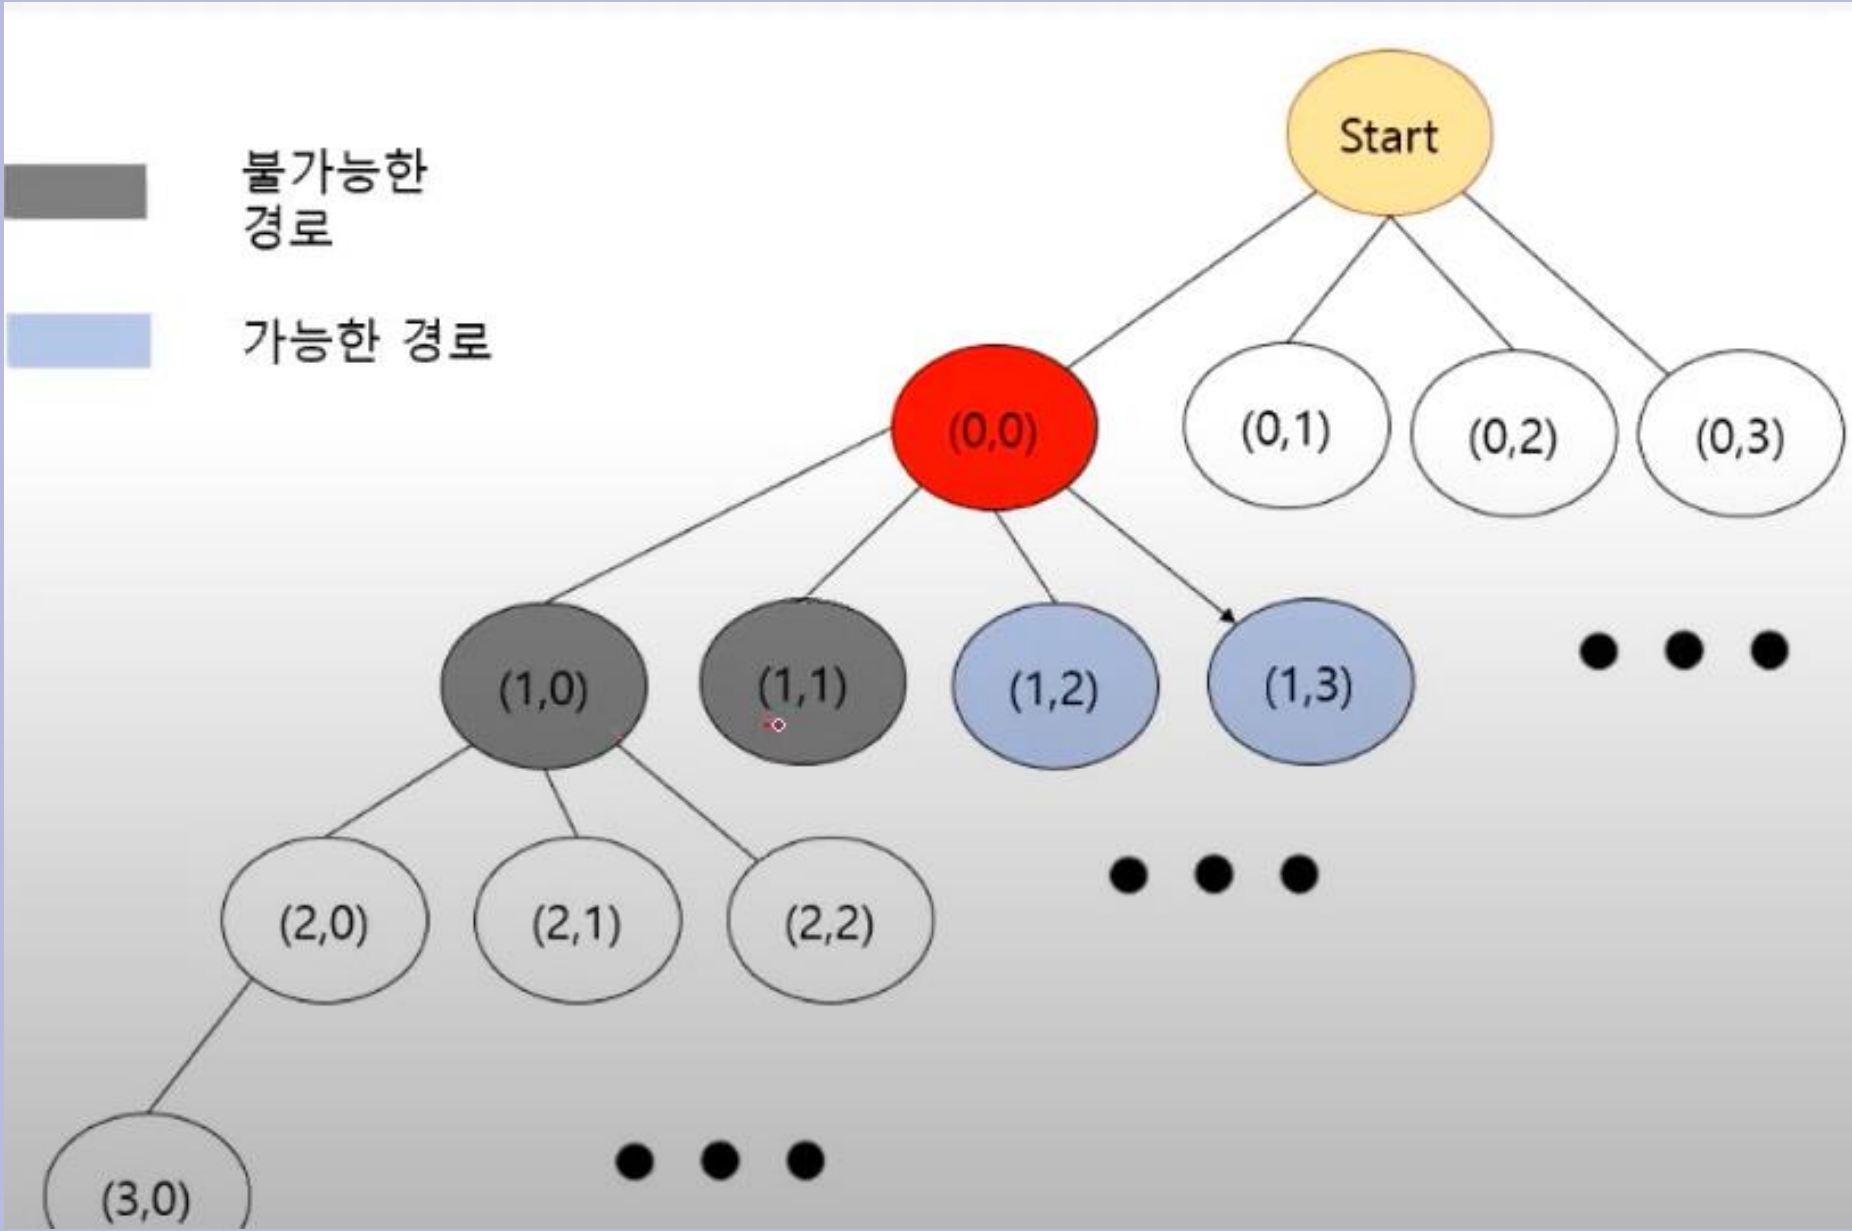 Start
불가능한
경로
가능한 경로
(0,0) (0,1) (0,2) (0,3)
(1,0) (1,1) (1,2) (1,3)
(2,0) (2,1) (2,2)
(3,0)